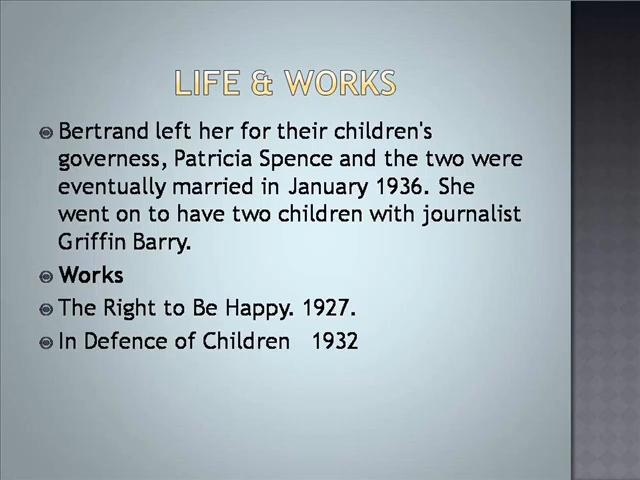 LIFE & WORKS
Bertrand left her for their children's
governess, Patricia Spence and the two were
eventually married in January 1936. She
went on to have two children with journalist
Griffin Barry.
Works
The Right to Be Happy. 1927.
In Defence of Children 1932